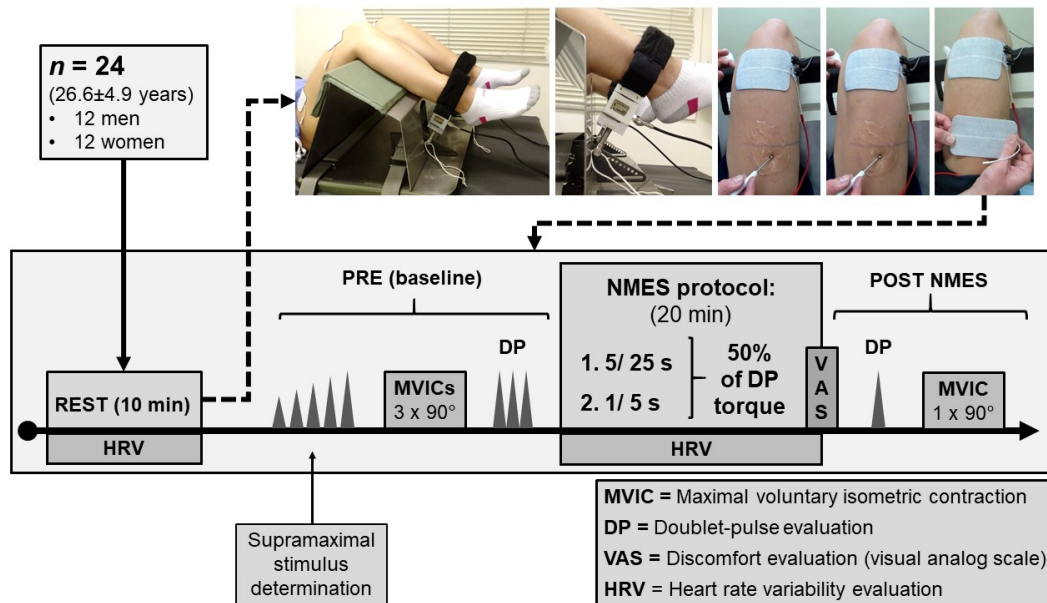 n = 24
(26.6±4.9 years)
• 12 men
• 12 women
PRE (baseline)
NMES protocol:
(20 min)
POST NMES
DP
1. 5/ 25 s
2. 1/ 5 s
50%
of DP
torque
VAS
DP
REST (10 min)
MVICs
3 x 90°
MVIC
1 x 90°
HRV
HRV
Supramaximal
stimulus
determination
MVIC = Maximal voluntary isometric contraction
DP = Doublet-pulse evaluation
VAS = Discomfort evaluation (visual analog scale)
HRV = Heart rate variability evaluation